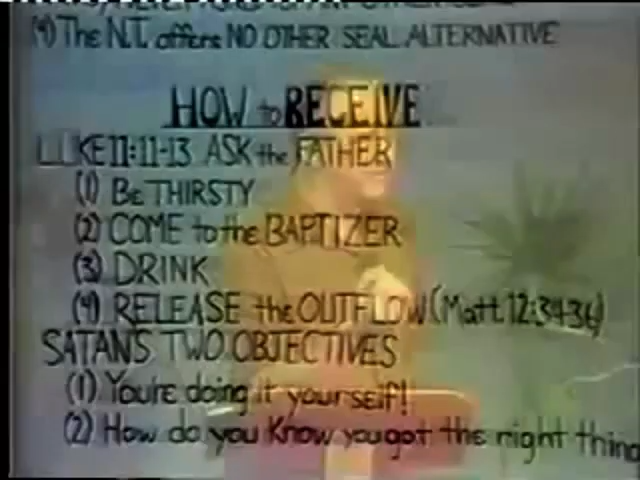 (4) The N.T. offers NO OTHER SEAL ALTERNATIVE
HOW to RECEIVE
LUKE 11:11-13 ASK the FATHER
(1) Be THIRSTY
(2) COME to the BAPTIZER
(3) DRINK
(4) RELEASE the OUTFLOW (Matt. 12:34-36)
SATAN'S TWO OBJECTIVES
(1) You're doing it yourself!
(2) How do you Know you got the right thing